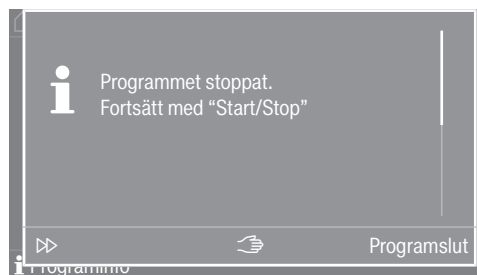 Programmet stoppat.
Fortsätt med “Start/Stop”
Programslut
Programinfo